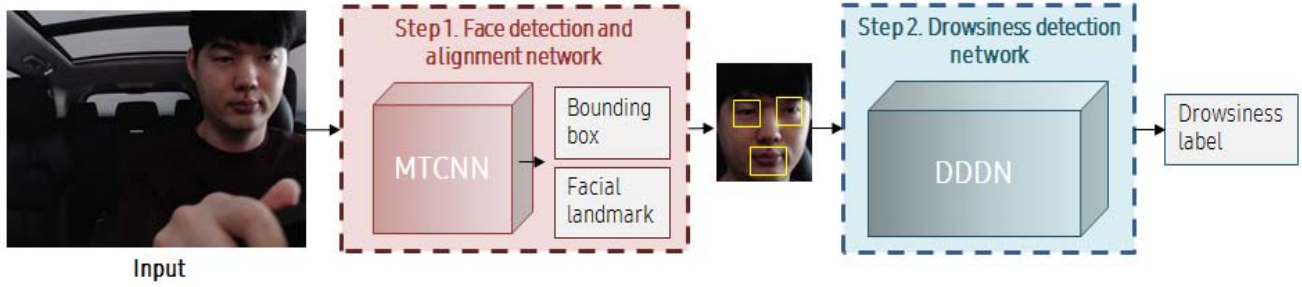 Step 1. Face detection and
alignment network
MTCNN
Bounding
box
Facial
landmark
Step 2. Drowsiness detection
network
DDDN
Drowsiness
label
Input